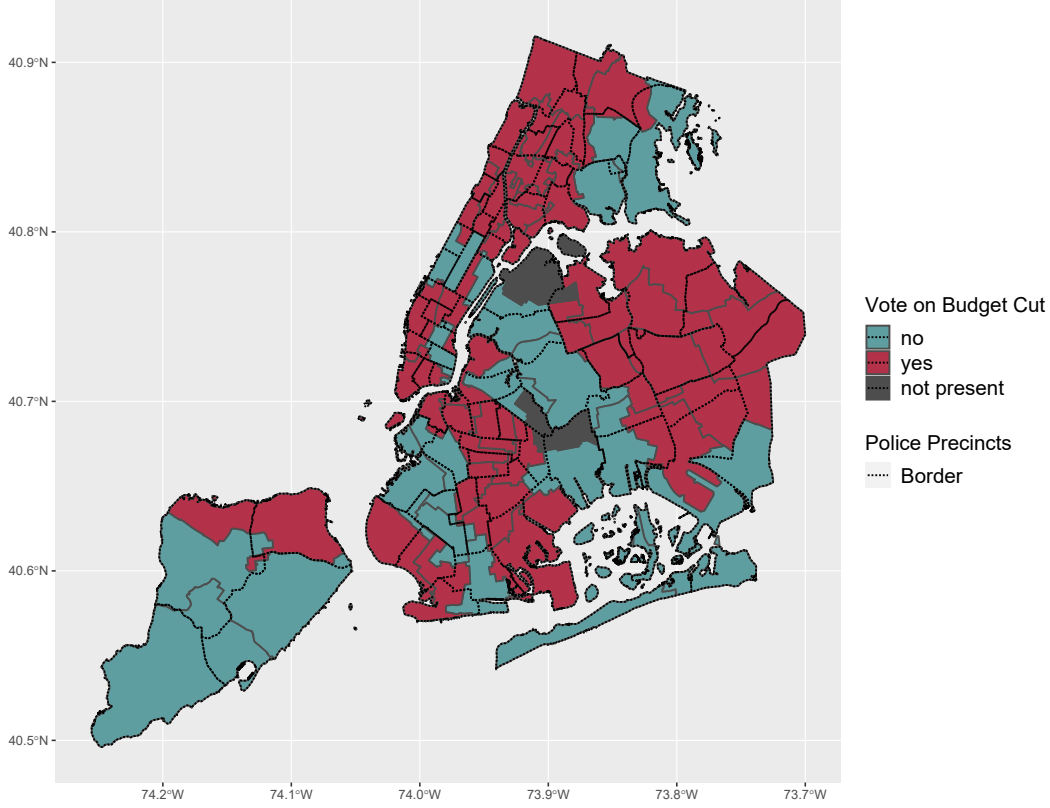 40.9°N
40.8°N
40.7°N
40.6°N
40.5°N
74.2°W
74.1°W
74.0°W
73.9°W
73.8°W
73.7°W
Vote on Budget Cut
no
yes
not present
Police Precincts
Border